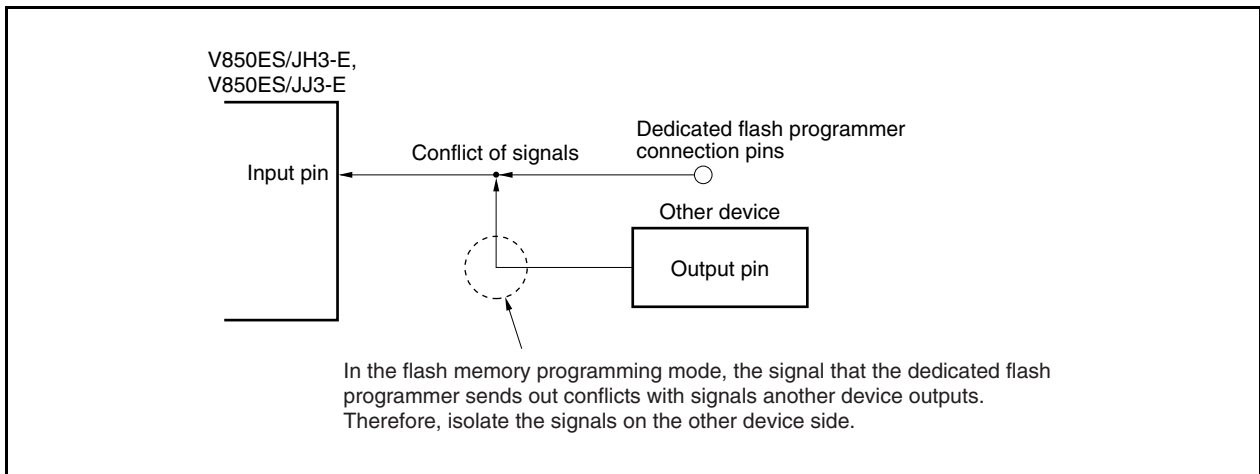 V850ES/JH3-E,
V850ES/JJ3-E
Dedicated flash programmer
connection pins
Conflict of signals
Input pin
Other device
Output pin
In the flash memory programming mode, the signal that the dedicated flash
programmer sends out conflicts with signals another device outputs.
Therefore, isolate the signals on the other device side.